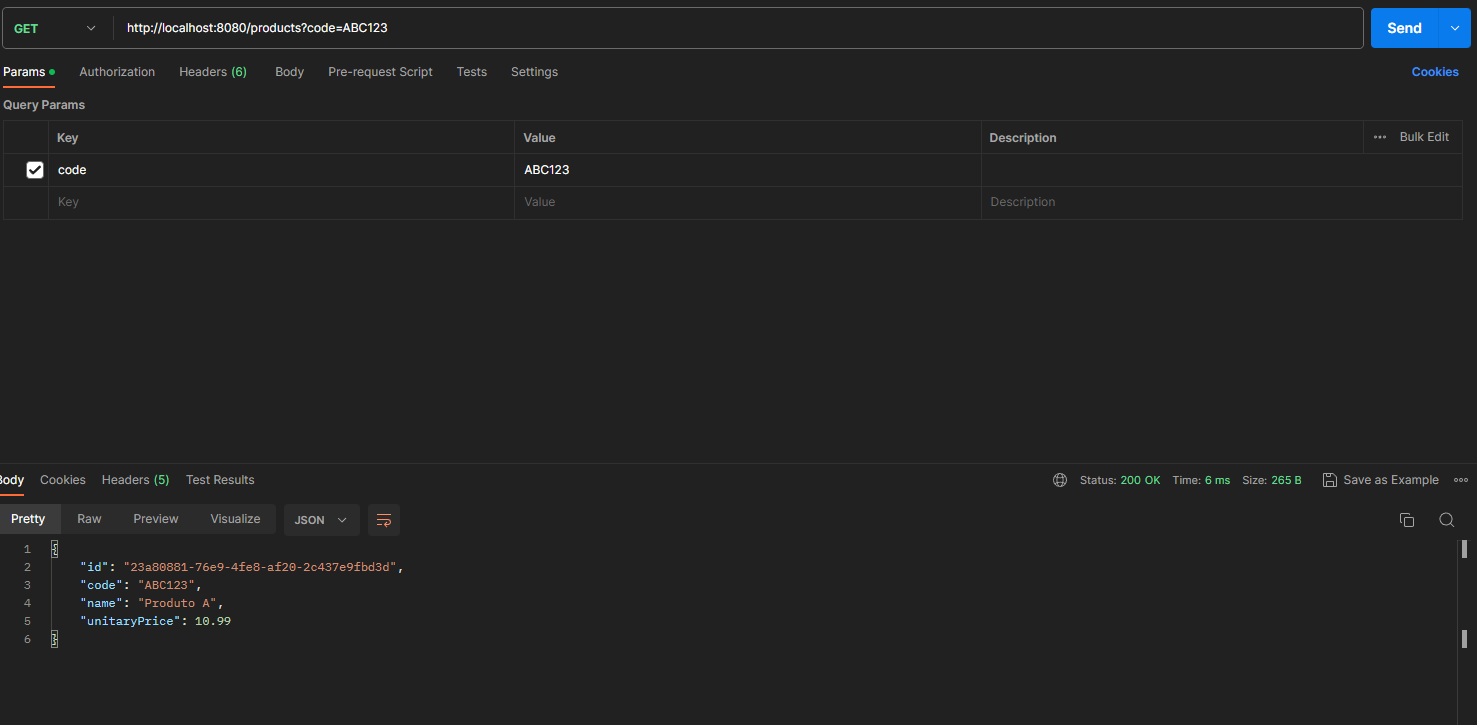 GET http://localhost:8080/products?code=ABC123 Send
Params Authorization Headers (6) Body Pre-request Script Tests Settings Cookies
Query Params
Key Value Description Bulk Edit
code ABC123
Key Value Description
Body Cookies Headers (5) Test Results Status: 200 OK Time: 6 ms Size: 265 B Save as Example
Pretty Raw Preview Visualize JSON
1 {
2 "id": "23a80881-76e9-4fe8-af20-2c437e9fbd3d",
3 "code": "ABC123",
4 "name": "Produto A",
5 "unitaryPrice": 10.99
6 }